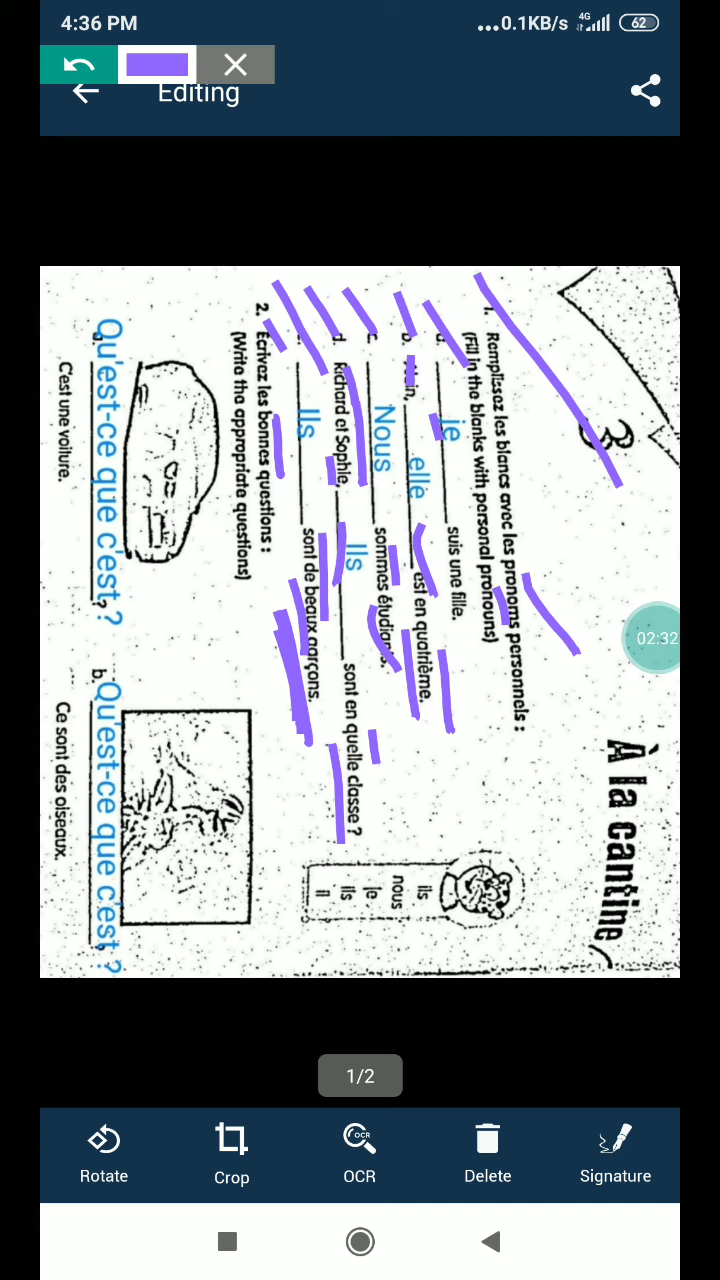 4:36 PM
...0.1KB/s 4G 62
Editing
3
À la cantine
1. Remplissez les blancs avec les pronoms personnels :
(Fill in the blanks with personal pronouns)
je suis une fille.
b. elle est en quatrième.
c. Nous sommes étudiants.
d. Richard et Sophie, Ils sont en quelle classe ?
Ils sont de beaux garçons.
ils
nous
je
ils
il
2. Écrivez les bonnes questions :
(Write the appropriate questions)
a. Qu'est-ce que c'est ?
C'est une voiture.
b. Qu'est-ce que c'est ?
Ce sont des oiseaux.
02:32
1/2
Rotate
Crop
OCR
Delete
Signature